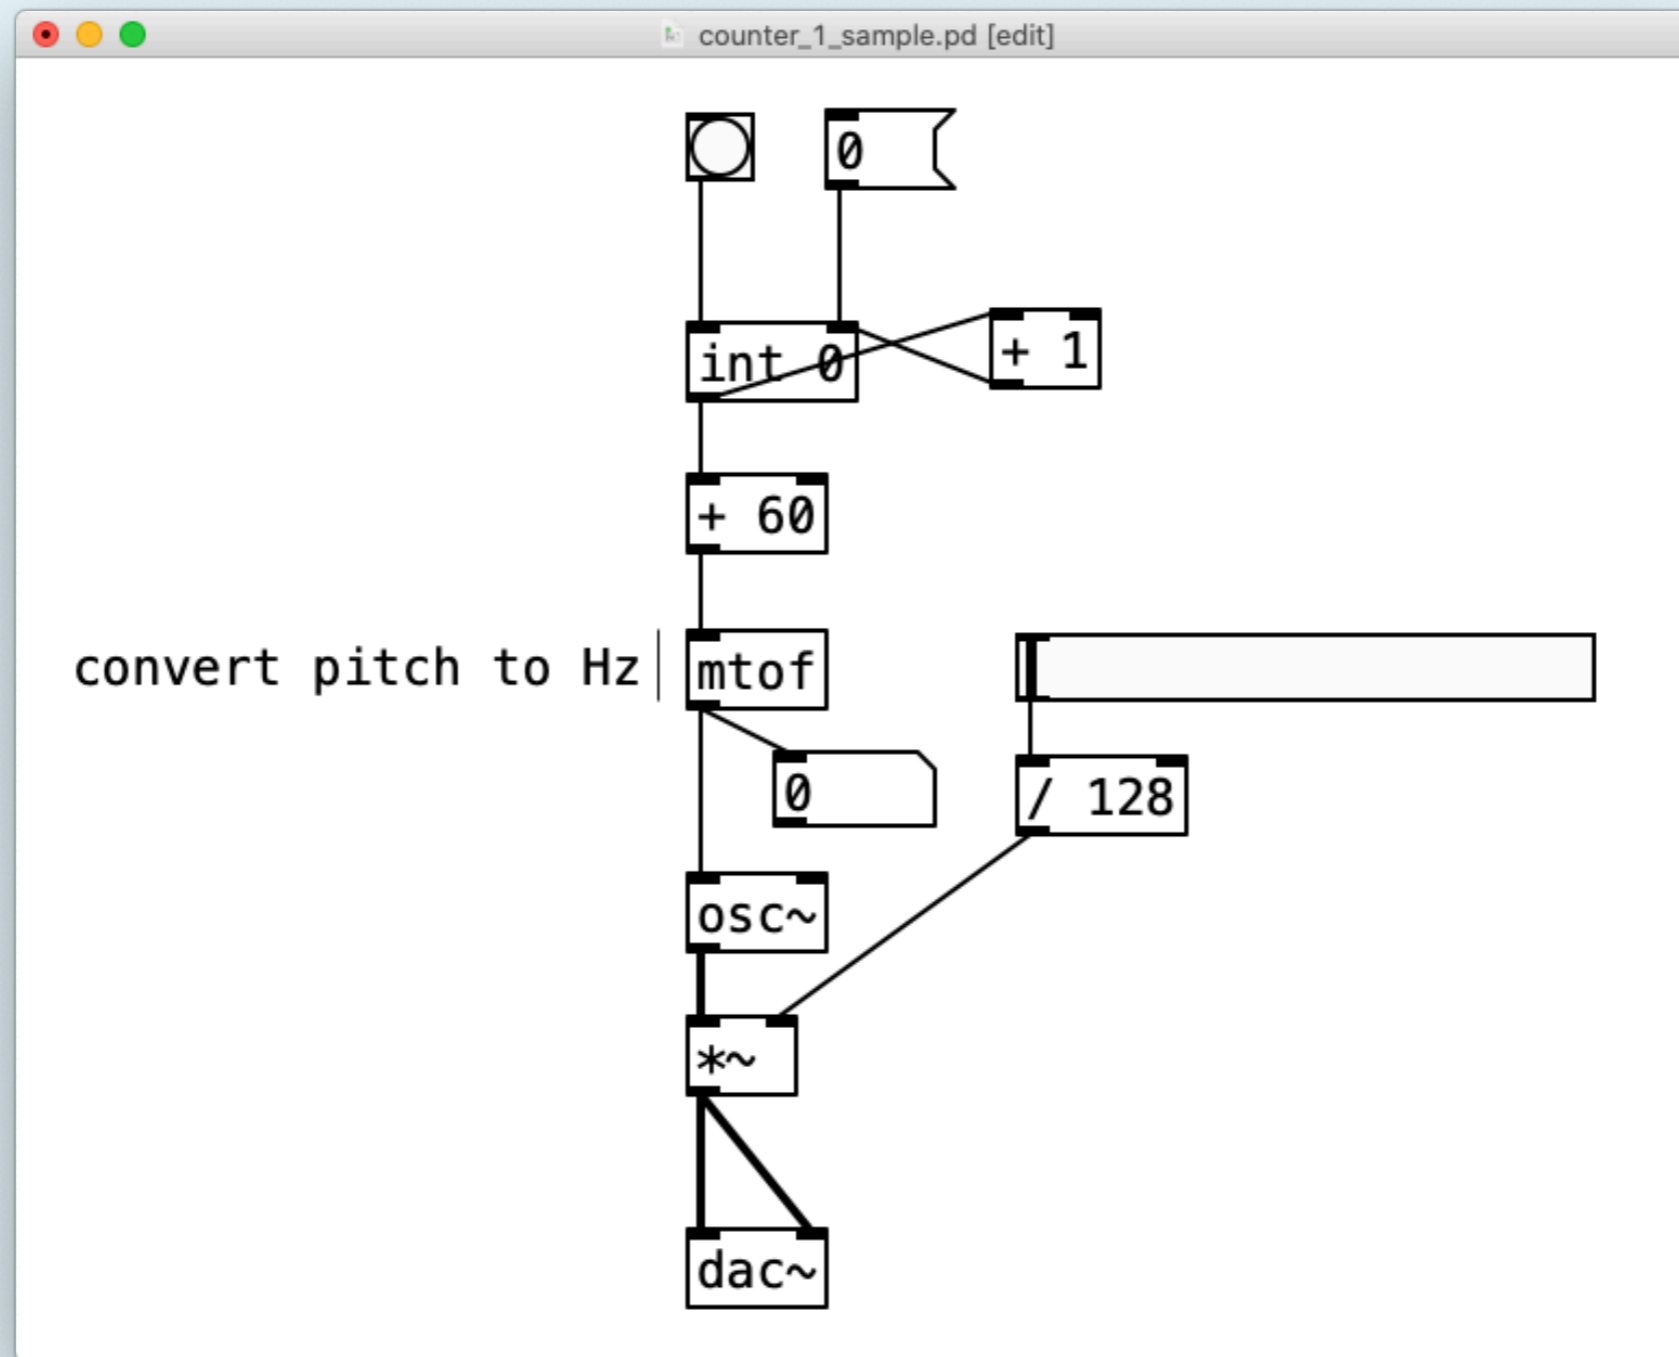 counter_1_sample.pd [edit]
0
int 0
+ 1
+ 60
convert pitch to Hz
mtof
0
/ 128
osc~
*~
dac~